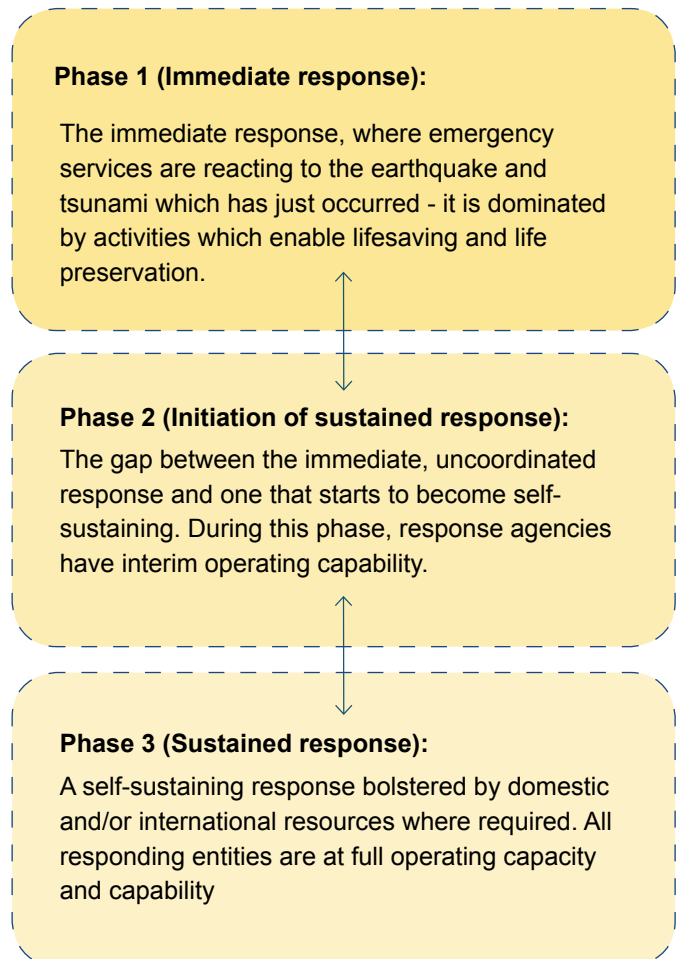 Phase 1 (Immediate response):
The immediate response, where emergency
services are reacting to the earthquake and
tsunami which has just occurred - it is dominated
by activities which enable lifesaving and life
preservation.
Phase 2 (Initiation of sustained response):
The gap between the immediate, uncoordinated
response and one that starts to become self-
sustaining. During this phase, response agencies
have interim operating capability.
Phase 3 (Sustained response):
A self-sustaining response bolstered by domestic
and/or international resources where required. All
responding entities are at full operating capacity
and capability